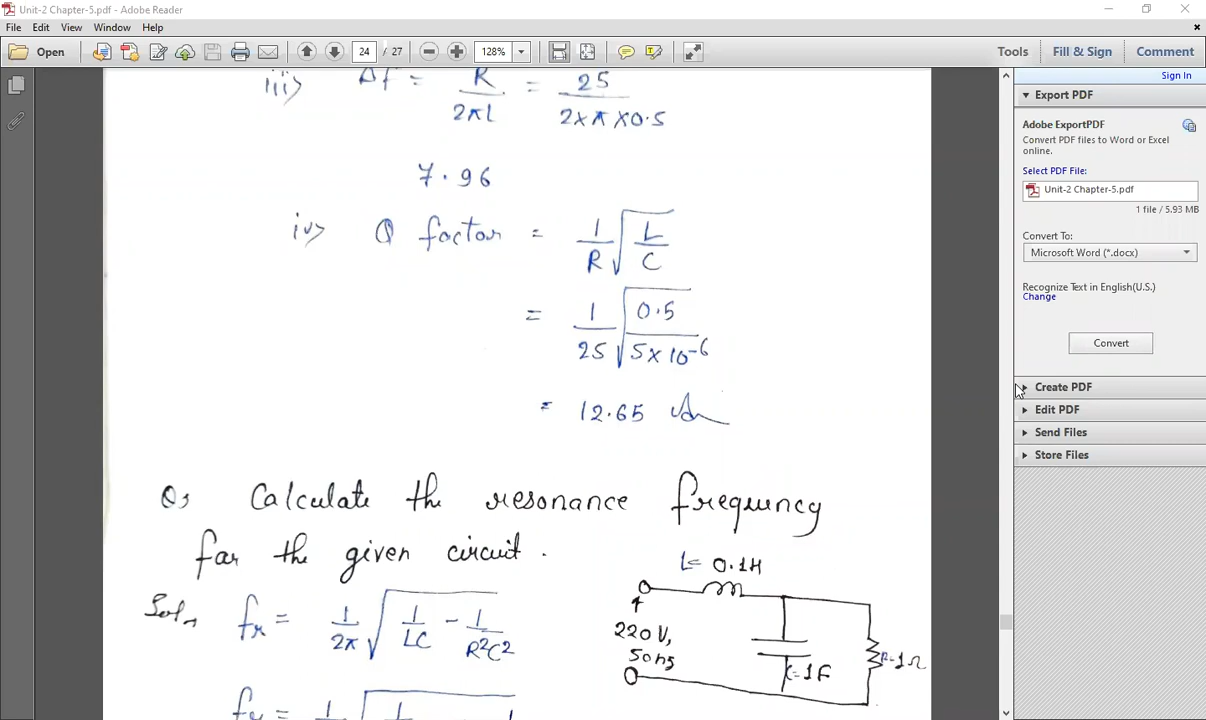 Unit-2 Chapter-5.pdf - Adobe Reader
File Edit View Window Help
Open 24 / 27 128% Tools Fill & Sign Comment
Sign In
Export PDF
Adobe ExportPDF
Convert PDF files to Word or Excel
online.
Select PDF File:
Unit-2 Chapter-5.pdf
1 file / 5.93 MB
Convert To:
Microsoft Word (*.docx)
Recognize Text in English(U.S.)
Change
Convert
Create PDF
Edit PDF
Send Files
Store Files
iii> Δf = R / 2πL = 25 / 2×π×0.5
7.96
iv> Q factor = 1/R √(L/C)
= 1/25 √(0.5 / 5×10⁻⁶)
= 12.65
Q, Calculate the resonance frequency
for the given circuit.
Soln fr = 1/2π √(1/LC - 1/R²C²)
L= 0.1H
220V,
50hz
C=1F
R=1Ω